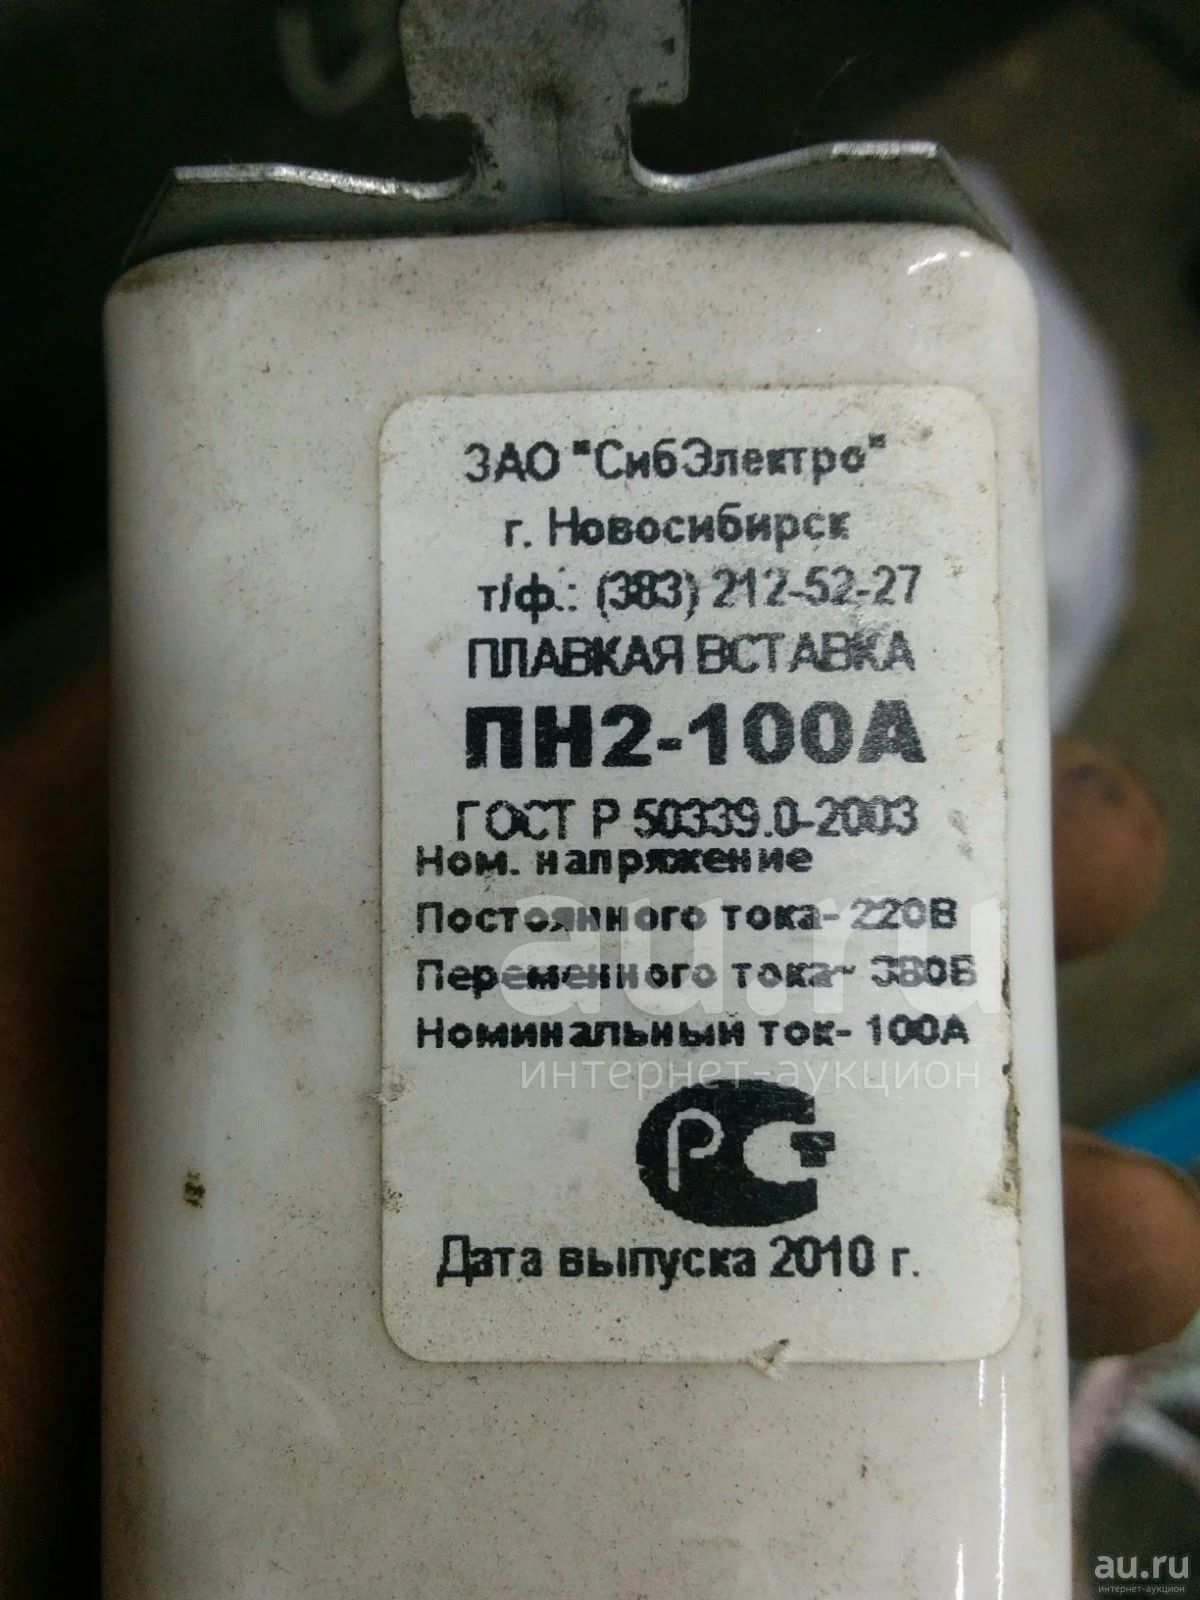 ЗАО "СибЭлектро"
г. Новосибирск
т/ф.: (383) 212-52-27
ПЛАВКАЯ ВСТАВКА
ПН2-100А
ГОСТ Р 50339.0-2003
Ном. напряжение
Постоянного тока- 220В
Переменного тока~ 380В
Номинальный ток- 100А
au.ru
интернет-аукцион
РСТ
Дата выпуска 2010 г.
au.ru
интернет-аукцион